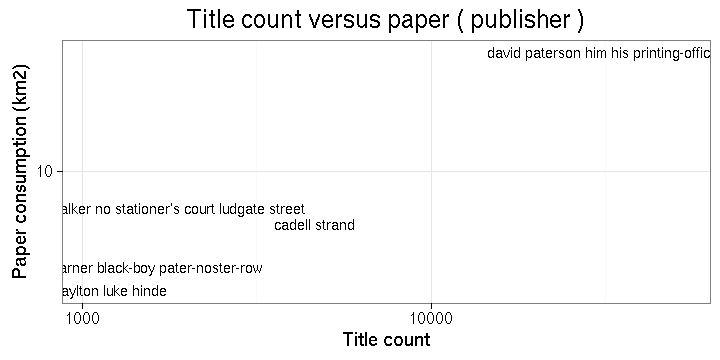 Title count versus paper ( publisher )
Paper consumption (km2)
david paterson him his printing-offic
10
alker no stationer's court ludgate street
cadell strand
arner black-boy pater-noster-row
aylton luke hinde
1000 10000
Title count